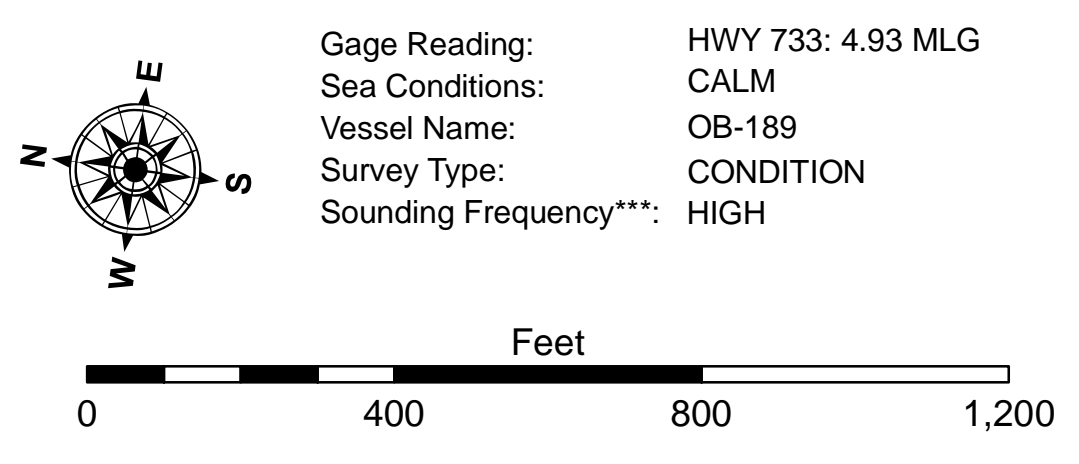 Gage Reading: HWY 733: 4.93 MLG
Sea Conditions: CALM
Vessel Name: OB-189
Survey Type: CONDITION
Sounding Frequency***: HIGH
E
N
S
W
Feet
0 400 800 1,200